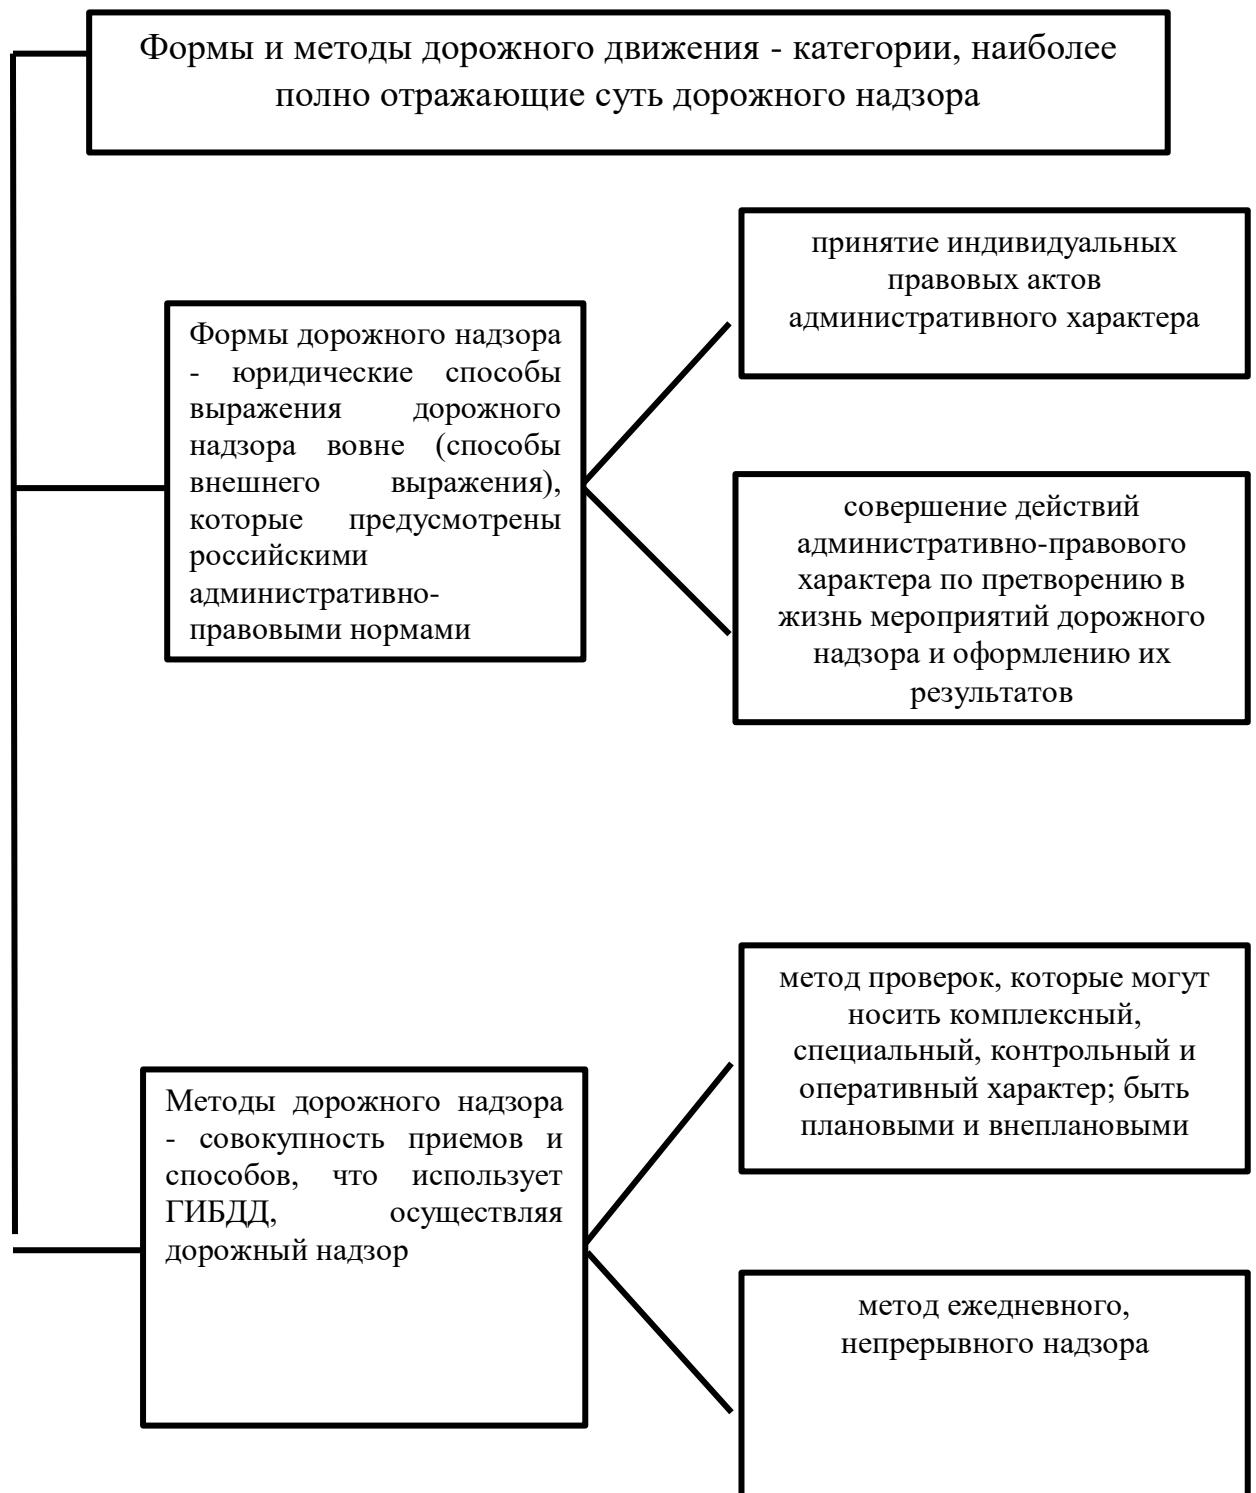 Формы и методы дорожного движения - категории, наиболее
полно отражающие суть дорожного надзора
принятие индивидуальных
правовых актов
административного характера
Формы дорожного надзора
- юридические способы
выражения дорожного
надзора вовне (способы
внешнего выражения),
которые предусмотрены
российскими
административно-
правовыми нормами
совершение действий
административно-правового
характера по претворению в
жизнь мероприятий дорожного
надзора и оформлению их
результатов
метод проверок, которые могут
носить комплексный,
специальный, контрольный и
оперативный характер; быть
плановыми и внеплановыми
Методы дорожного надзора
- совокупность приемов и
способов, что использует
ГИБДД, осуществляя
дорожный надзор
метод ежедневного,
непрерывного надзора